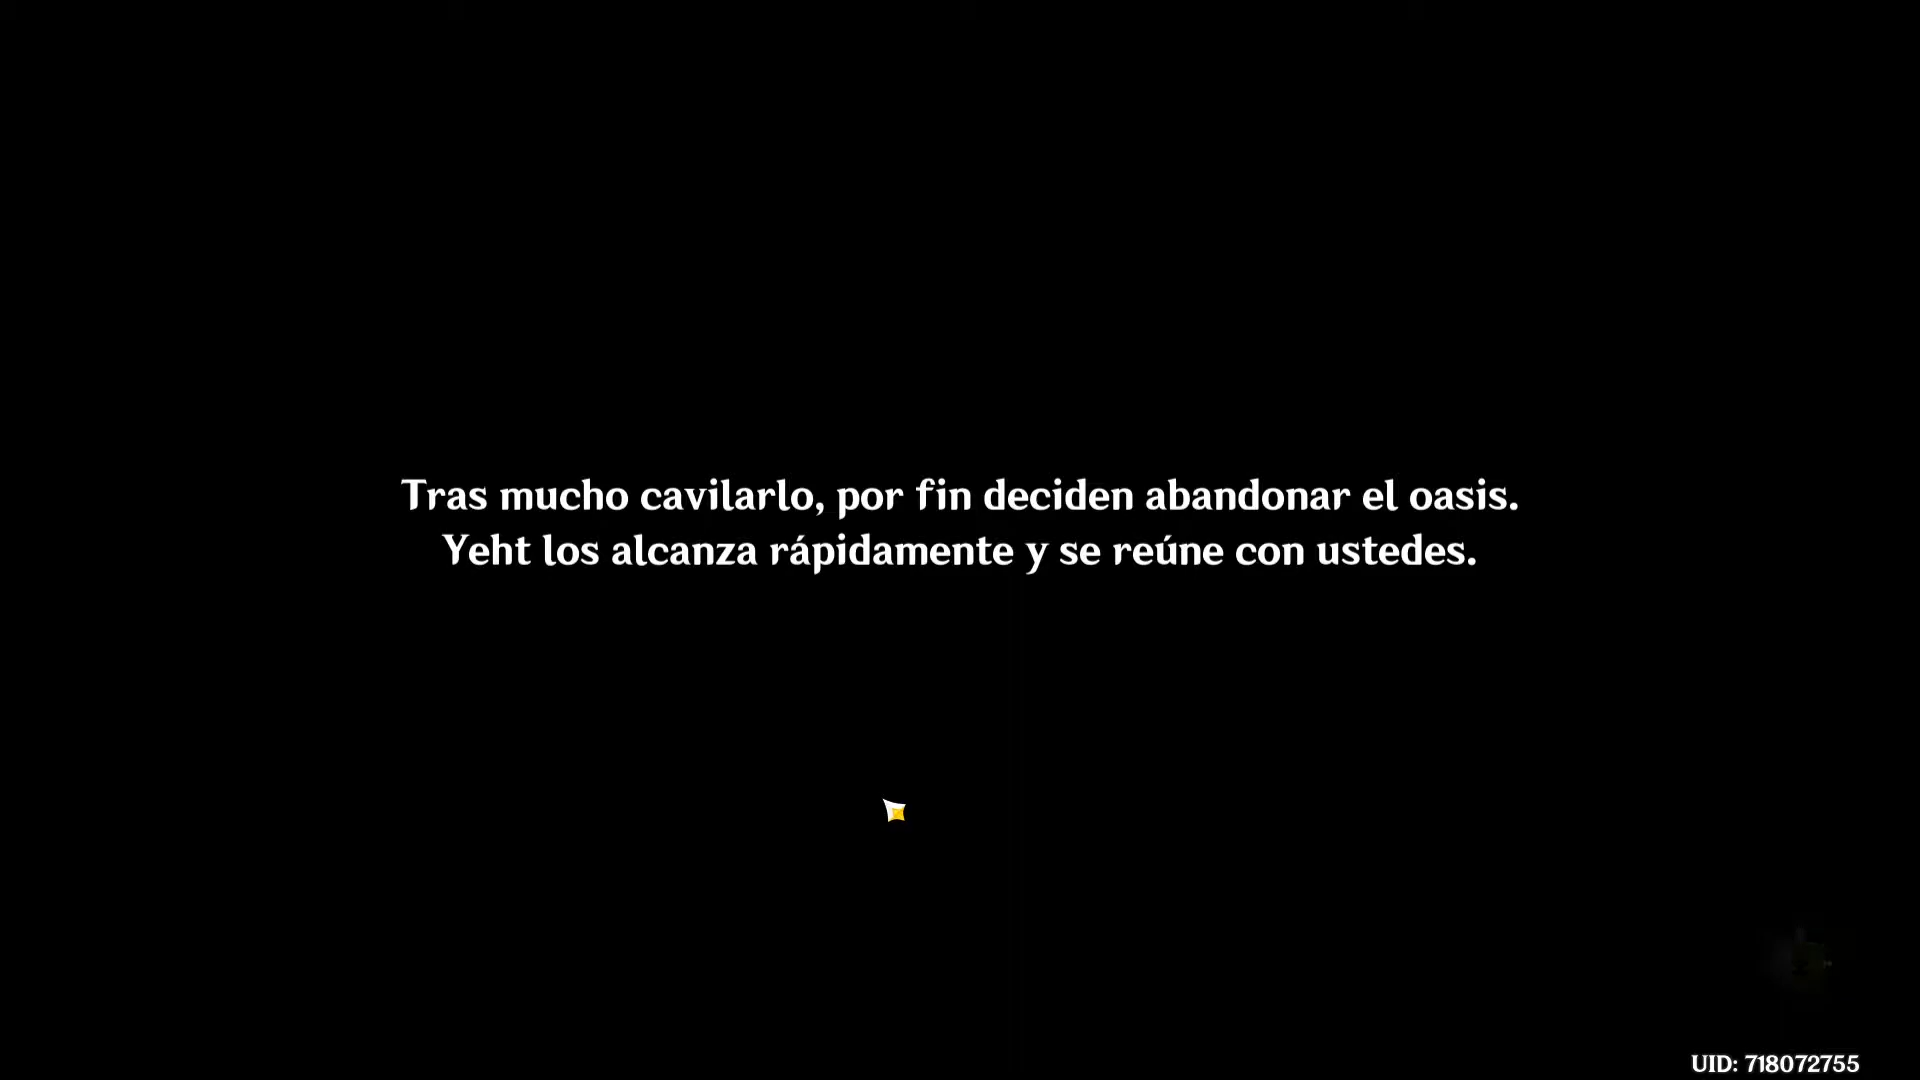 Tras mucho cavilarlo, por fin deciden abandonar el oasis.
Yeht los alcanza rápidamente y se reúne con ustedes.
UID: 718072755